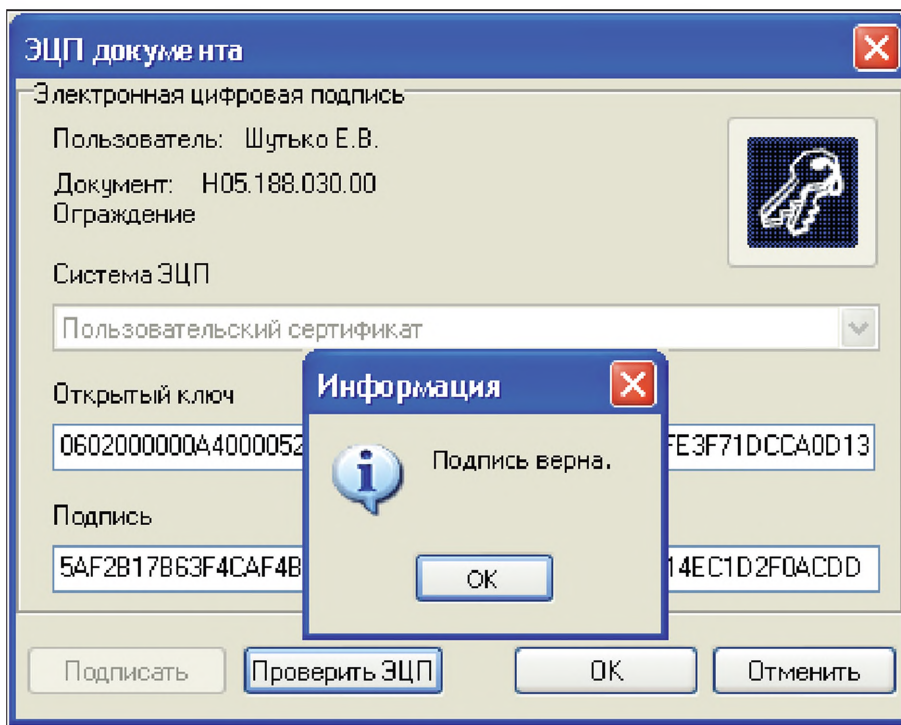 ЭЦП документа
Электронная цифровая подпись
Пользователь: Шутько Е.В.
Документ: Н05.188.030.00
Ограждение
Система ЭЦП
Пользовательский сертификат
Открытый ключ
0602000000A4000052
FE3F71DCCA0D13
Информация
Подпись верна.
OK
Подпись
5AF2B17B63F4CAF4B
14EC1D2F0ACDD
Подписать
Проверить ЭЦП
OK
Отменить